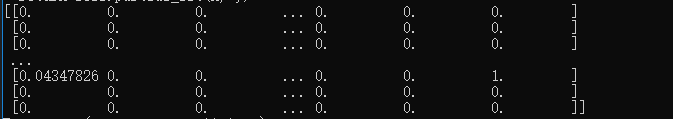 [[0. 0. 0. ... 0. 0. 0. ]
[0. 0. 0. ... 0. 0. 0. ]
[0. 0. 0. ... 0. 0. 0. ]
...
[0.04347826 0. 0. ... 0. 0. 1. ]
[0. 0. 0. ... 0. 0. 0. ]
[0. 0. 0. ... 0. 0. 0. ]]